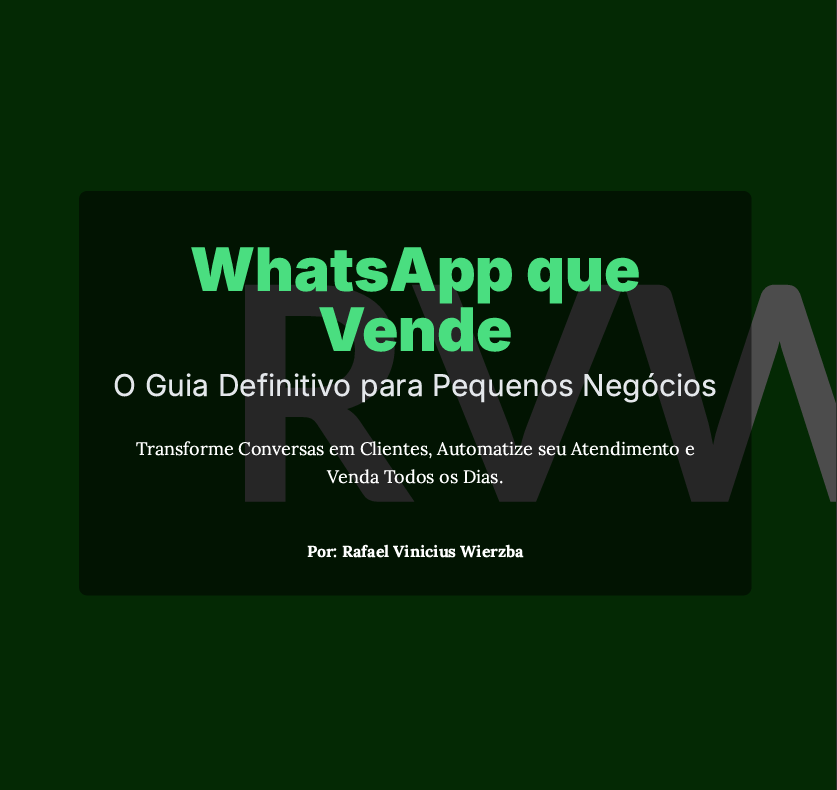 WhatsApp que
Vende
O Guia Definitivo para Pequenos Negócios
Transforme Conversas em Clientes, Automatize seu Atendimento e
Venda Todos os Dias.
Por: Rafael Vinicius Wierzba
RVW